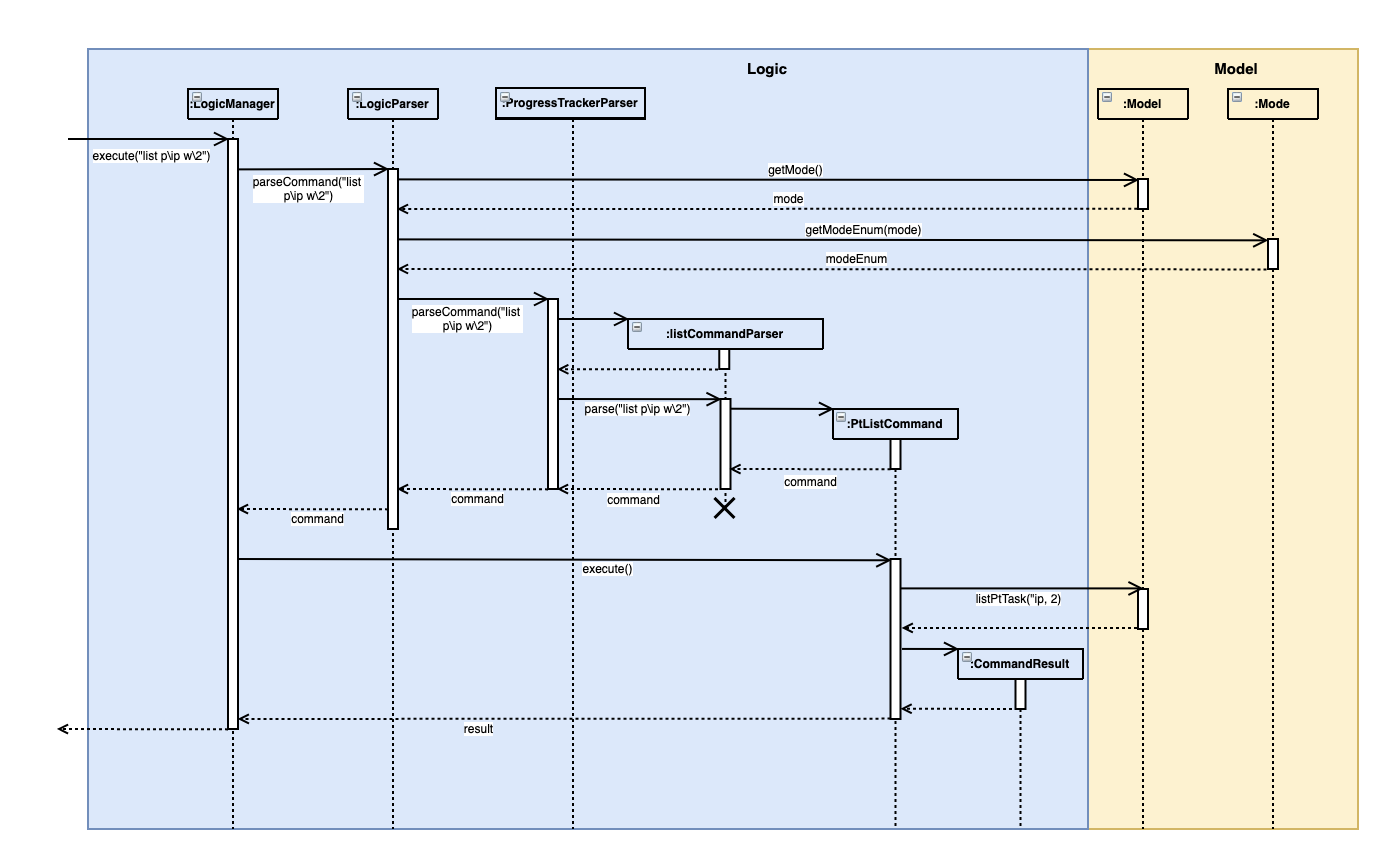 Logic
Model
:LogicManager
:LogicParser
:ProgressTrackerParser
:Model
:Mode
execute("list p\ip w\2")
parseCommand("list
p\ip w\2")
getMode()
mode
getModeEnum(mode)
modeEnum
parseCommand("list
p\ip w\2")
:listCommandParser
parse("list p\ip w\2")
:PtListCommand
command
command
command
command
execute()
listPtTask("ip, 2)
:CommandResult
result